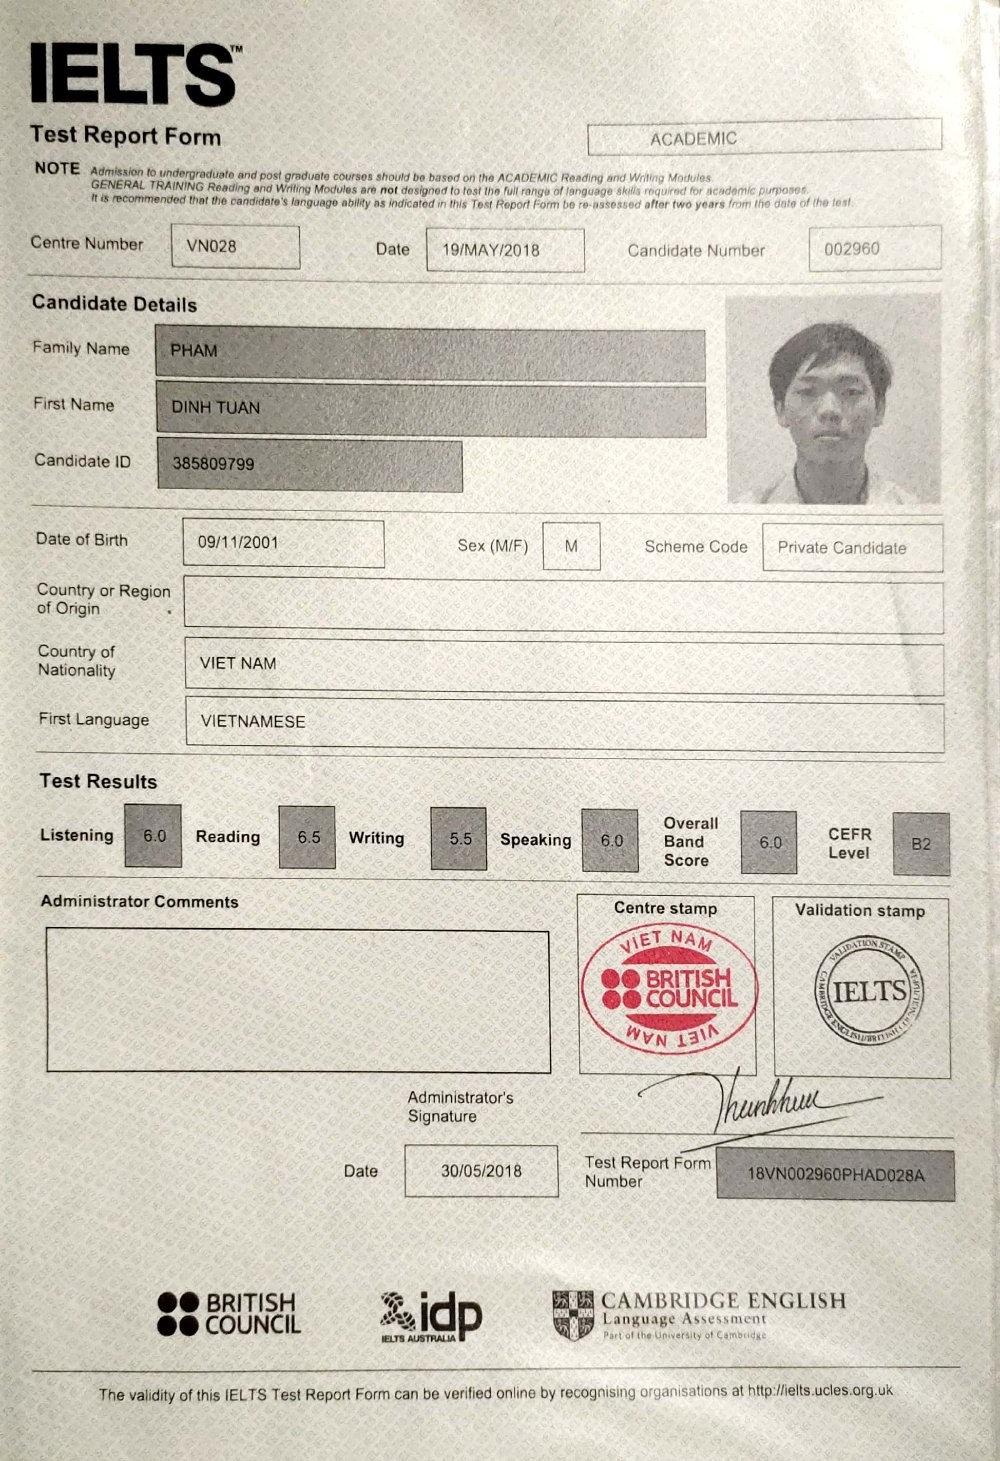 IELTS™
Test Report Form
ACADEMIC
NOTE Admission to undergraduate and post graduate courses should be based on the ACADEMIC Reading and Writing Modules.
GENERAL TRAINING Reading and Writing Modules are not designed to test the full range of language skills required for academic purposes.
It is recommended that the candidate's language ability as indicated in this Test Report Form be re-assessed after two years from the date of the test.
Centre Number VN028 Date 19/MAY/2018 Candidate Number 002960
Candidate Details
Family Name PHAM
First Name DINH TUAN
Candidate ID 385809799
Date of Birth 09/11/2001 Sex (M/F) M Scheme Code Private Candidate
Country or Region
of Origin
Country of
Nationality VIET NAM
First Language VIETNAMESE
Test Results
Listening 6.0 Reading 6.5 Writing 5.5 Speaking 6.0 Overall Band Score 6.0 CEFR Level B2
Administrator Comments
Centre stamp
VIET NAM
BRITISH
COUNCIL
VIET NAM
Validation stamp
VALIDATION STAMP
IELTS
Administrator's
Signature
Date 30/05/2018
Test Report Form
Number 18VN002960PHAD028A
BRITISH
COUNCIL
idp
IELTS AUSTRALIA
CAMBRIDGE ENGLISH
Language Assessment
Part of the University of Cambridge
The validity of this IELTS Test Report Form can be verified online by recognising organisations at http://ielts.ucles.org.uk